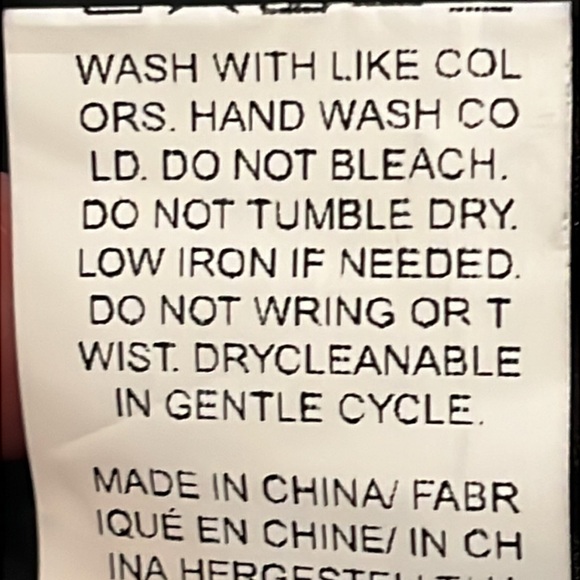 WASH WITH LIKE COL
ORS. HAND WASH CO
LD. DO NOT BLEACH.
DO NOT TUMBLE DRY.
LOW IRON IF NEEDED.
DO NOT WRING OR T
WIST. DRYCLEANABLE
IN GENTLE CYCLE.
MADE IN CHINA/ FABR
IQUÉ EN CHINE/ IN CH
INA